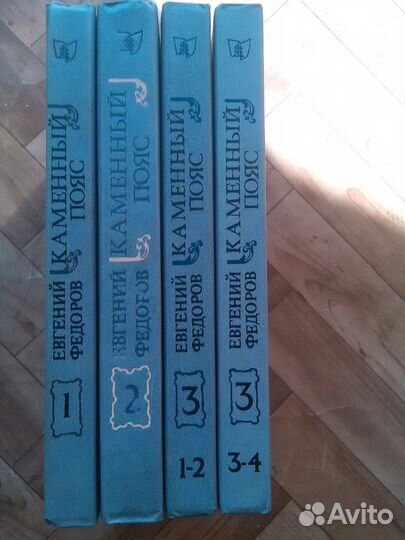 ЕВГЕНИЙ
ФЕДОРОВ
КАМЕННЫЙ
ПОЯС
1
ЕВГЕНИЙ
ФЕДОРОВ
КАМЕННЫЙ
ПОЯС
2
ЕВГЕНИЙ
ФЕДОРОВ
КАМЕННЫЙ
ПОЯС
3
1-2
ЕВГЕНИЙ
ФЕДОРОВ
КАМЕННЫЙ
ПОЯС
3
3-4
Avito